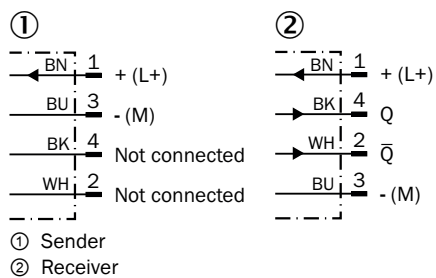 ① ②
BN 1 + (L+) BN 1 + (L+)
BU 3 - (M) BK 4 Q
BK 4 Not connected WH 2 Q̅
WH 2 Not connected BU 3 - (M)
① Sender
② Receiver